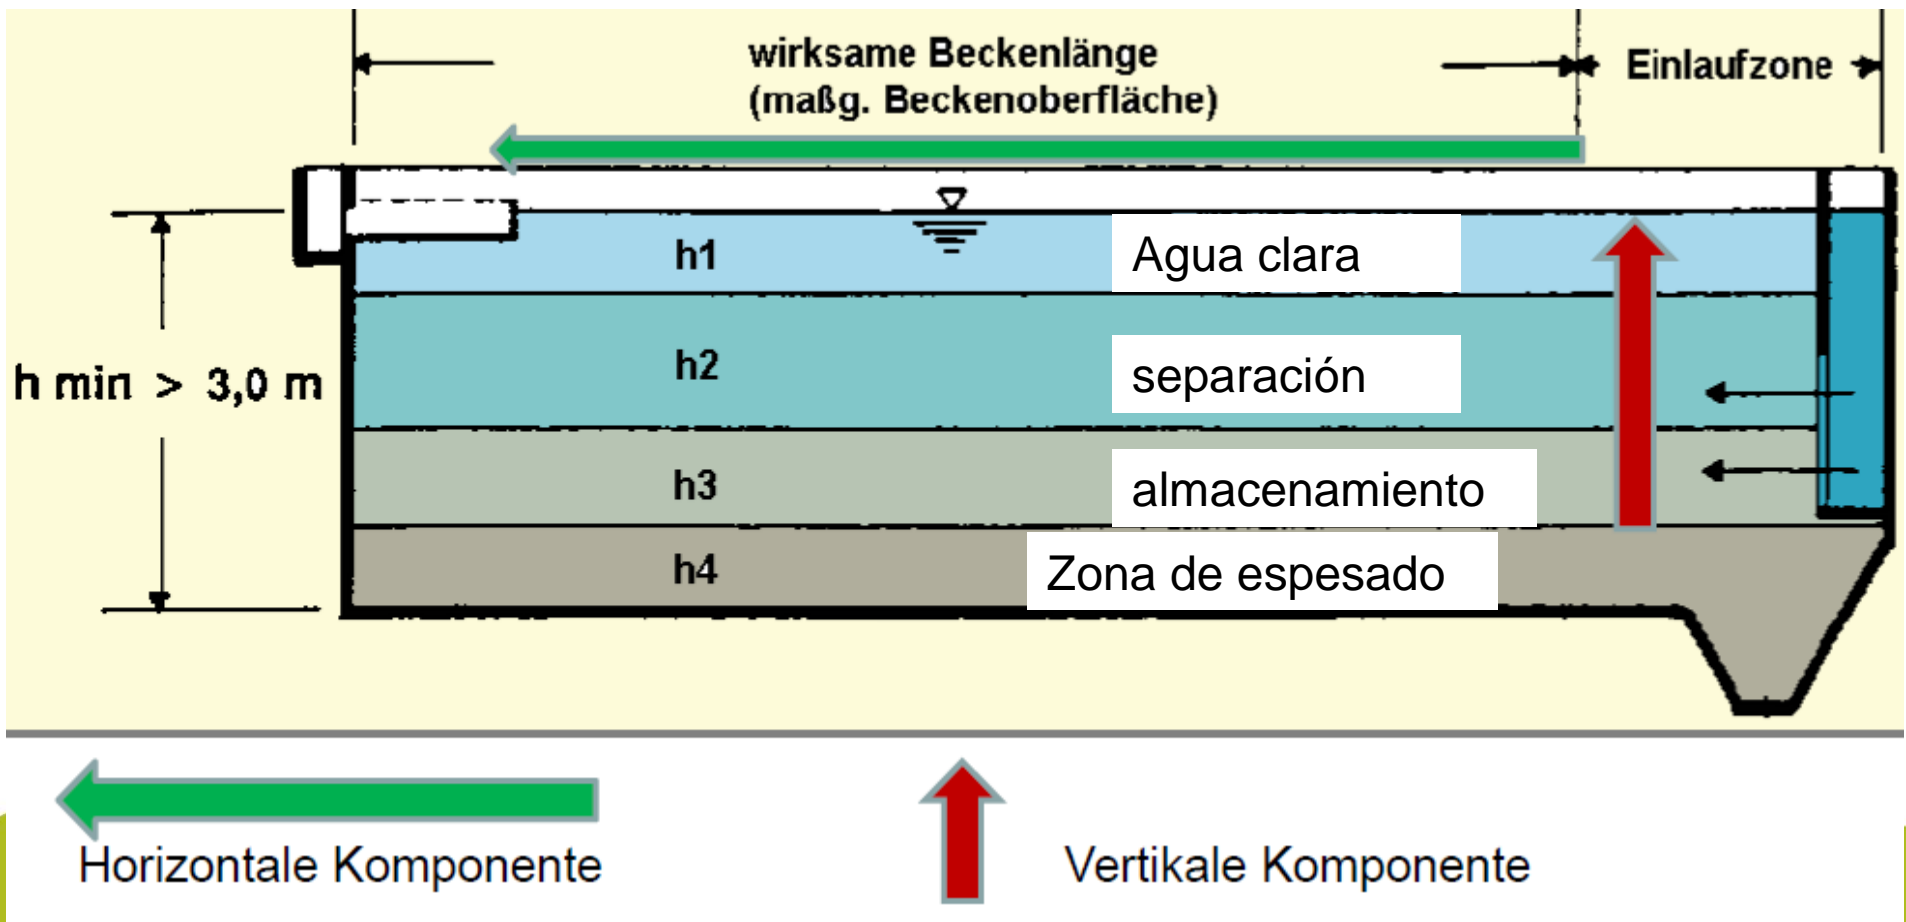 wirksame Beckenlänge
(maßg. Beckenoberfläche)
Einlaufzone
h1
Agua clara
h min > 3,0 m
h2
separación
h3
almacenamiento
h4
Zona de espesado
Horizontale Komponente
Vertikale Komponente